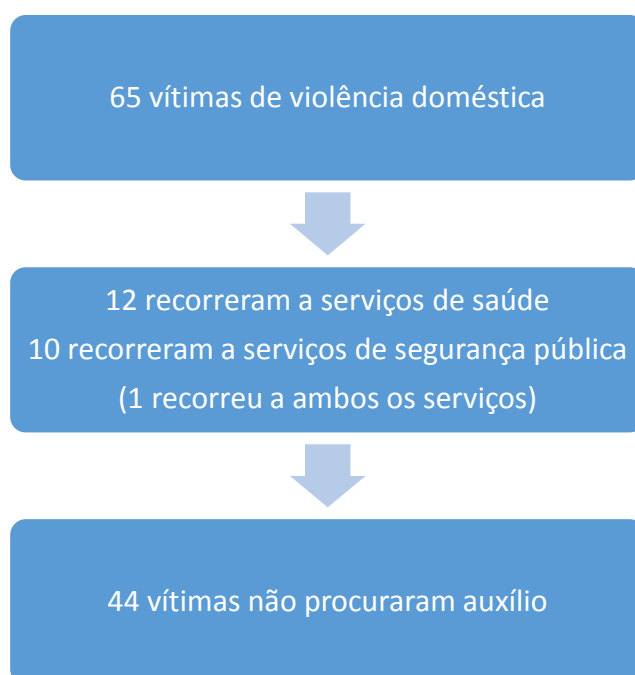 65 vítimas de violência doméstica
12 recorreram a serviços de saúde
10 recorreram a serviços de segurança pública
(1 recorreu a ambos os serviços)
44 vítimas não procuraram auxílio